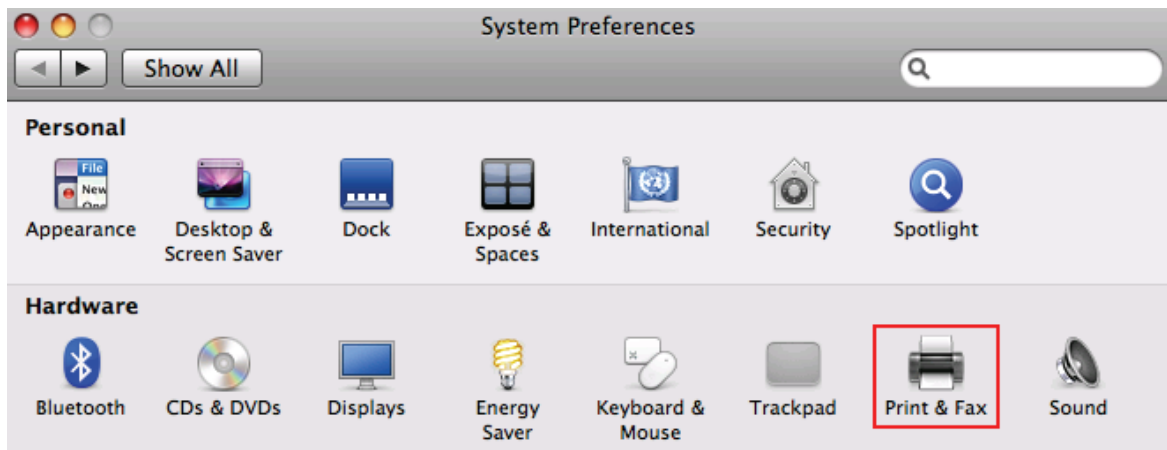 System Preferences
Show All
Personal
File
New
One
Appearance
Desktop &
Screen Saver
Dock
Exposé &
Spaces
International
Security
Spotlight
Hardware
Bluetooth
CDs & DVDs
Displays
Energy
Saver
Keyboard &
Mouse
Trackpad
Print & Fax
Sound